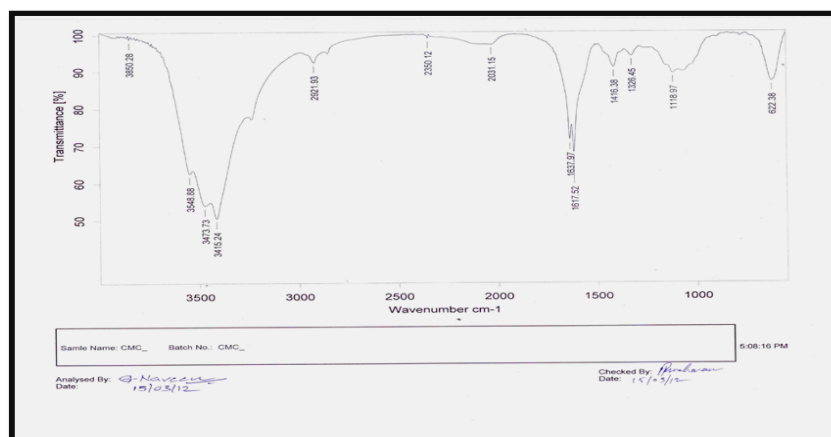 100
90
80
70
60
50
Transmittance [%]
3850.28
3548.88
3473.73
3415.24
2921.93
2350.12
2031.15
1637.97
1617.52
1416.38
1326.45
1118.97
622.38
3500 3000 2500 2000 1500 1000
Wavenumber cm-1
Samle Name: CMC_ Batch No.: CMC_
5:08:16 PM
Analysed By: G-Naveen
Date: 15/03/12
Checked By:
Date: 15/03/12